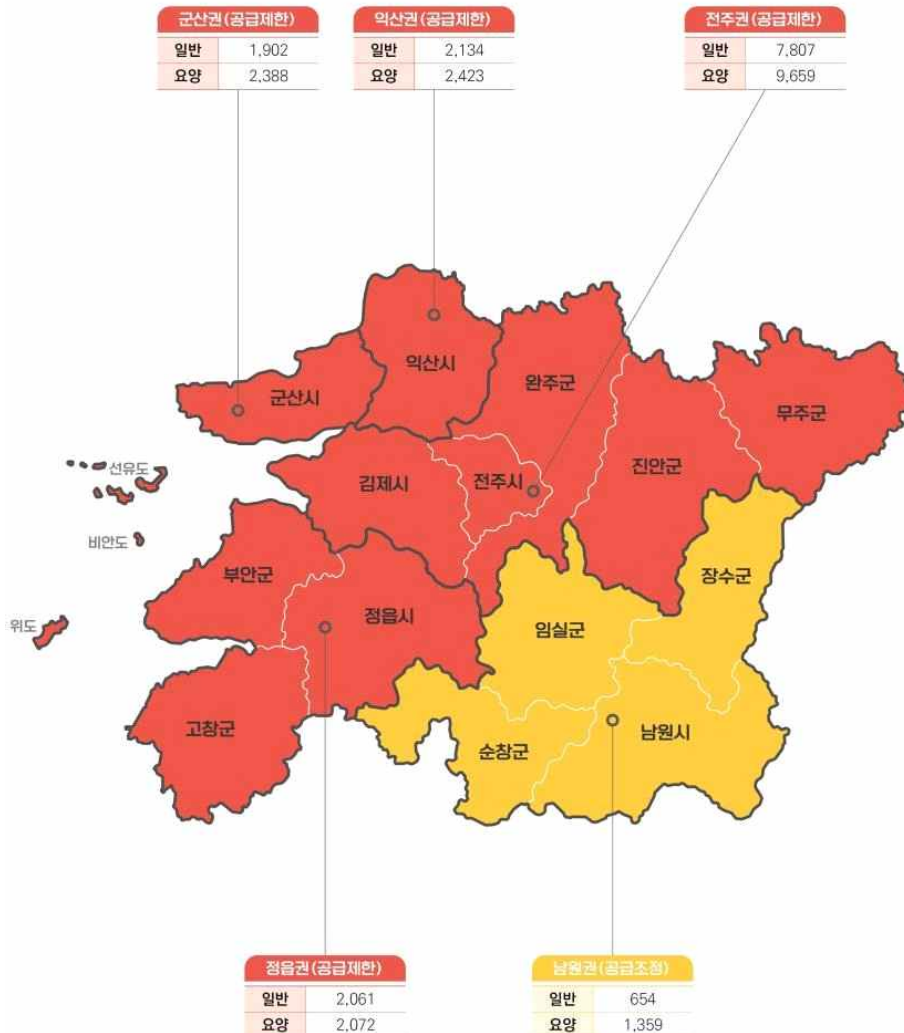 군산권(공급제한)
일반 1,902
요양 2,388
익산권(공급제한)
일반 2,134
요양 2,423
전주권(공급제한)
일반 7,807
요양 9,659
익산시
완주군
군산시
무주군
선유도
김제시
전주시
진안군
비안도
부안군
장수군
위도
정읍시
임실군
고창군
순창군
남원시
정읍권(공급제한)
일반 2,061
요양 2,072
남원권(공급조정)
일반 654
요양 1,359